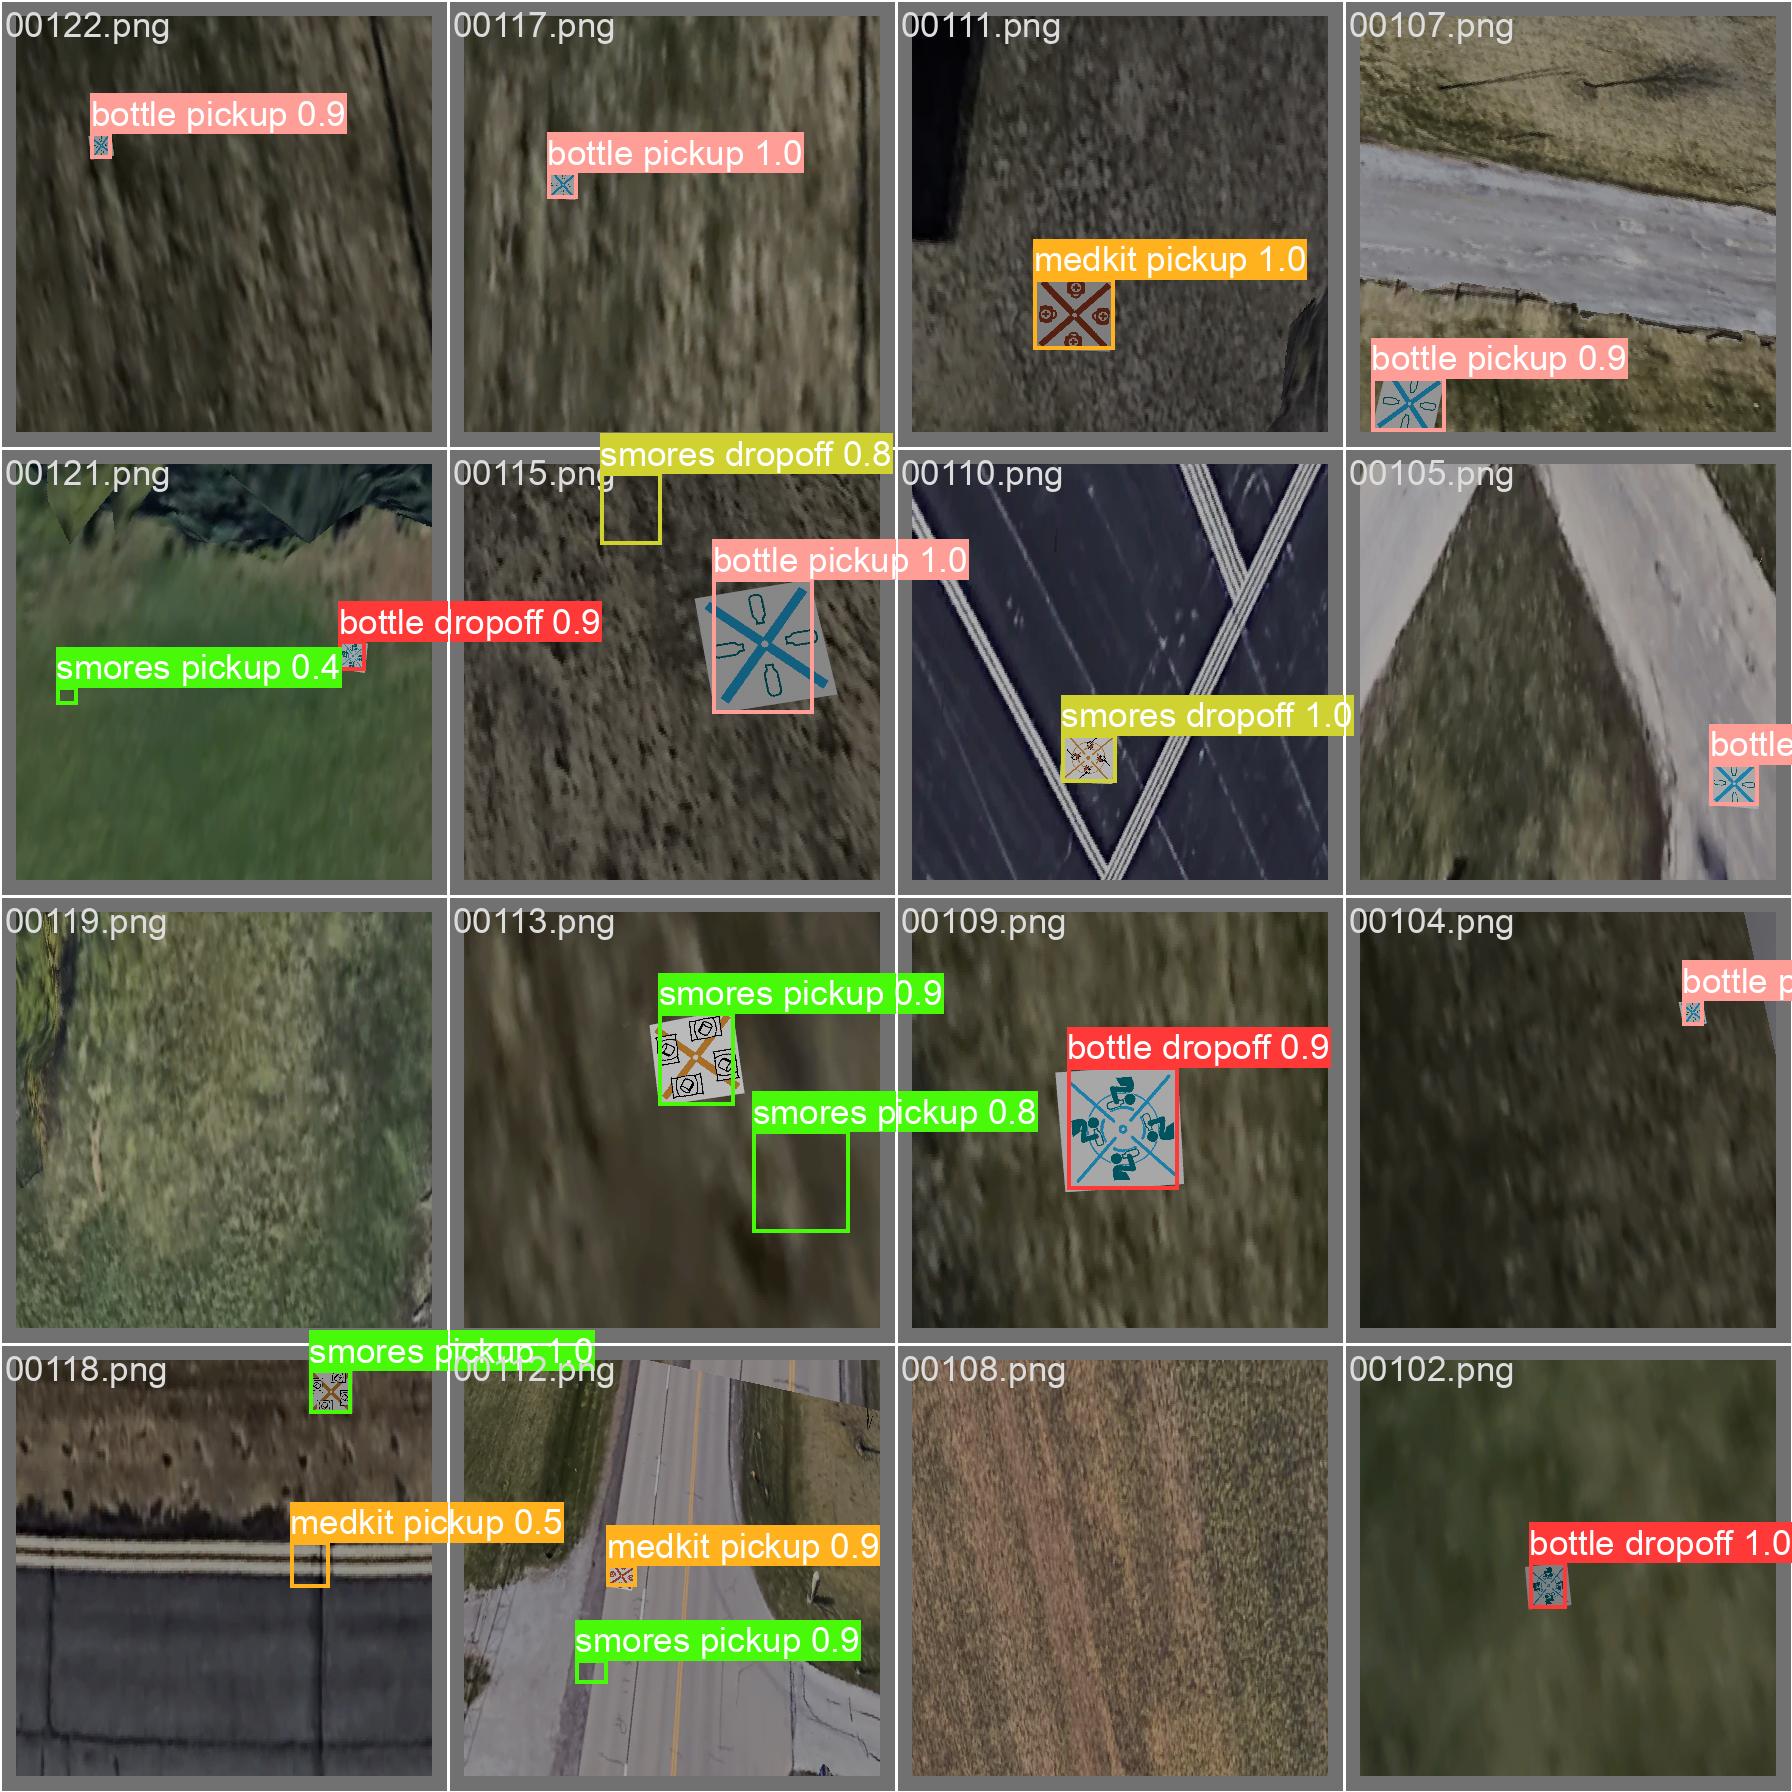 00122.png
bottle pickup 0.9
00117.png
bottle pickup 1.0
00111.png
medkit pickup 1.0
00107.png
bottle pickup 0.9
00121.png
bottle dropoff 0.9
smores pickup 0.4
00115.png
smores dropoff 0.8
bottle pickup 1.0
00110.png
smores dropoff 1.0
00105.png
bottle
00119.png
00113.png
smores pickup 0.9
smores pickup 0.8
00109.png
bottle dropoff 0.9
00104.png
bottle p
00118.png
smores pickup 1.0
medkit pickup 0.5
00112.png
medkit pickup 0.9
smores pickup 0.9
00108.png
00102.png
bottle dropoff 1.0